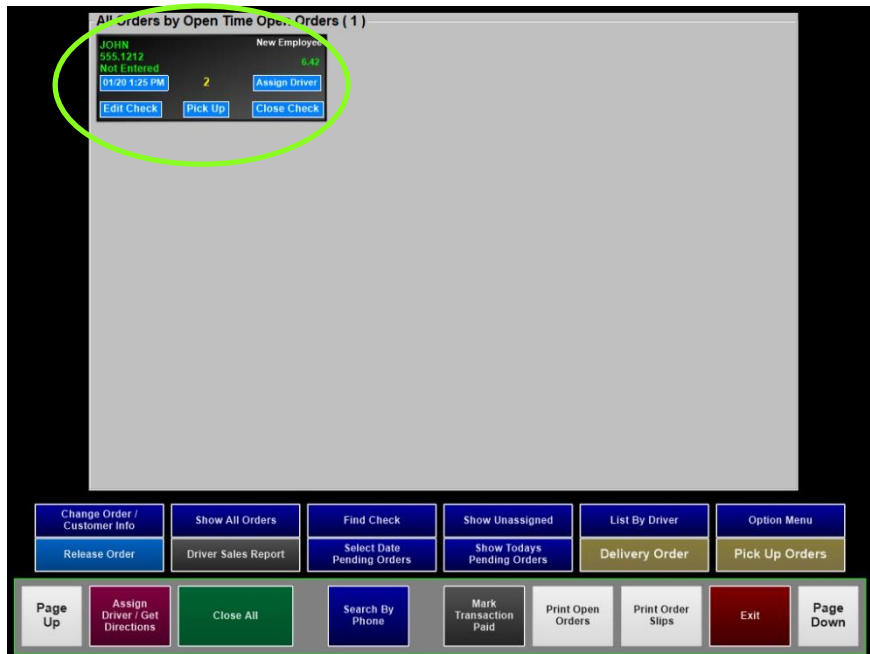 All Orders by Open Time Open Orders ( 1 )
JOHN New Employee
555.1212
6.42
Not Entered
01/20 1:25 PM 2 Assign Driver
Edit Check Pick Up Close Check
Change Order /
Customer Info
Show All Orders
Find Check
Show Unassigned
List By Driver
Option Menu
Release Order
Driver Sales Report
Select Date
Pending Orders
Show Todays
Pending Orders
Delivery Order
Pick Up Orders
Page
Up
Assign
Driver / Get
Directions
Close All
Search By
Phone
Mark
Transaction
Paid
Print Open
Orders
Print Order
Slips
Exit
Page
Down